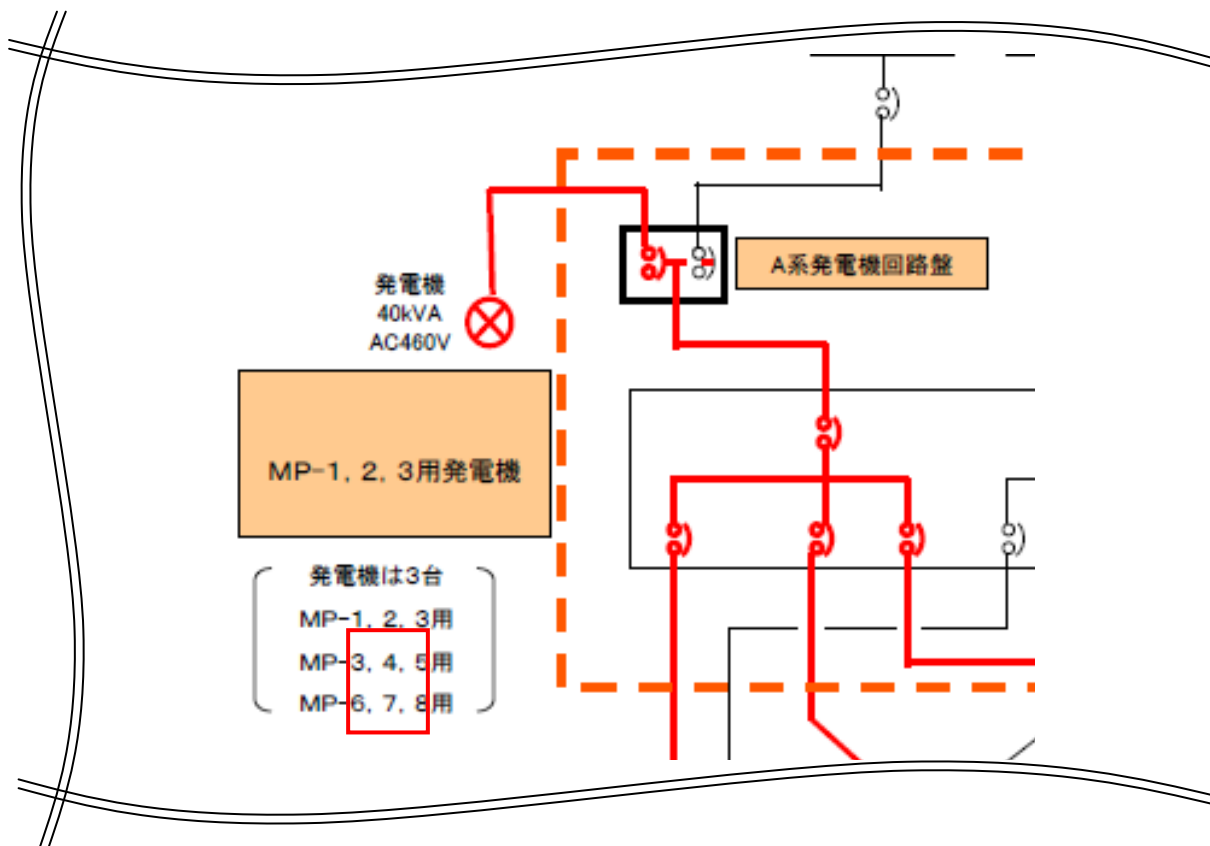 A系発電機回路盤
発電機
40kVA
AC460V
MP-1, 2, 3用発電機
発電機は3台
MP-1, 2, 3用
MP-3, 4, 5用
MP-6, 7, 8用